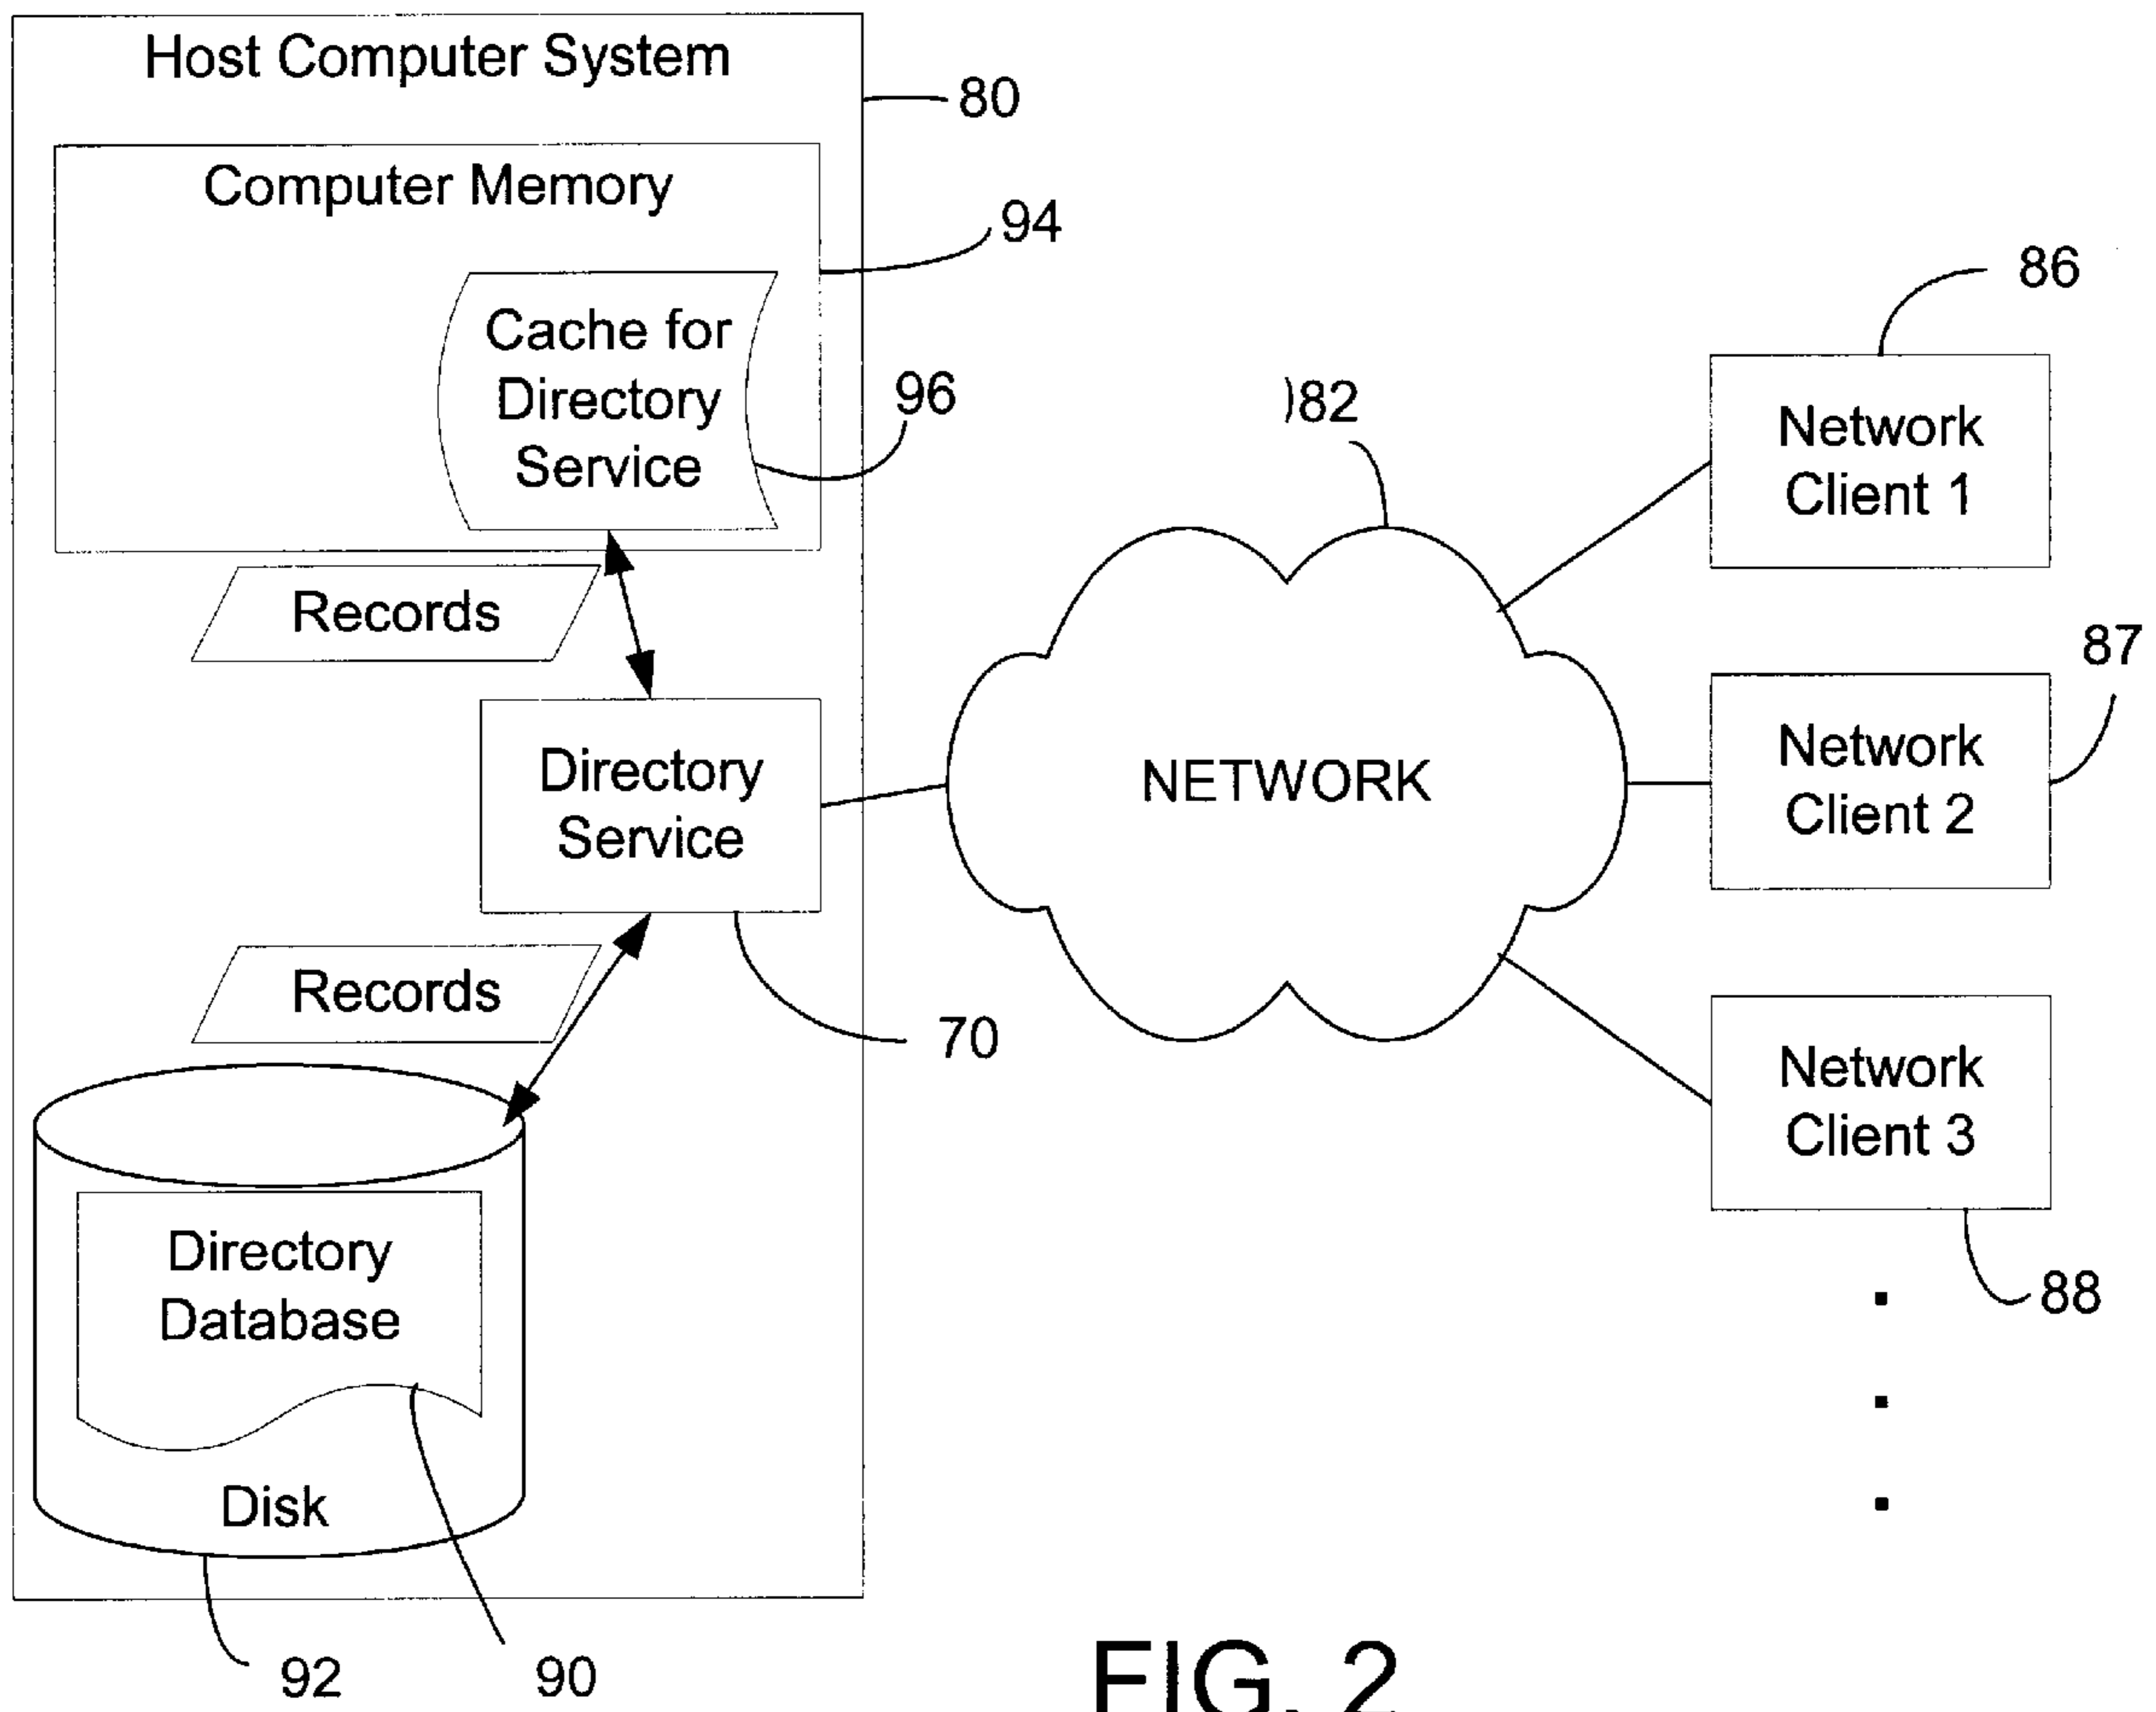 Host Computer System
80
Computer Memory
94
Cache for
Directory
Service
96
Records
Directory
Service
70
Records
Directory
Database
Disk
92
90
)82
NETWORK
86
Network
Client 1
87
Network
Client 2
Network
Client 3
88
FIG. 2